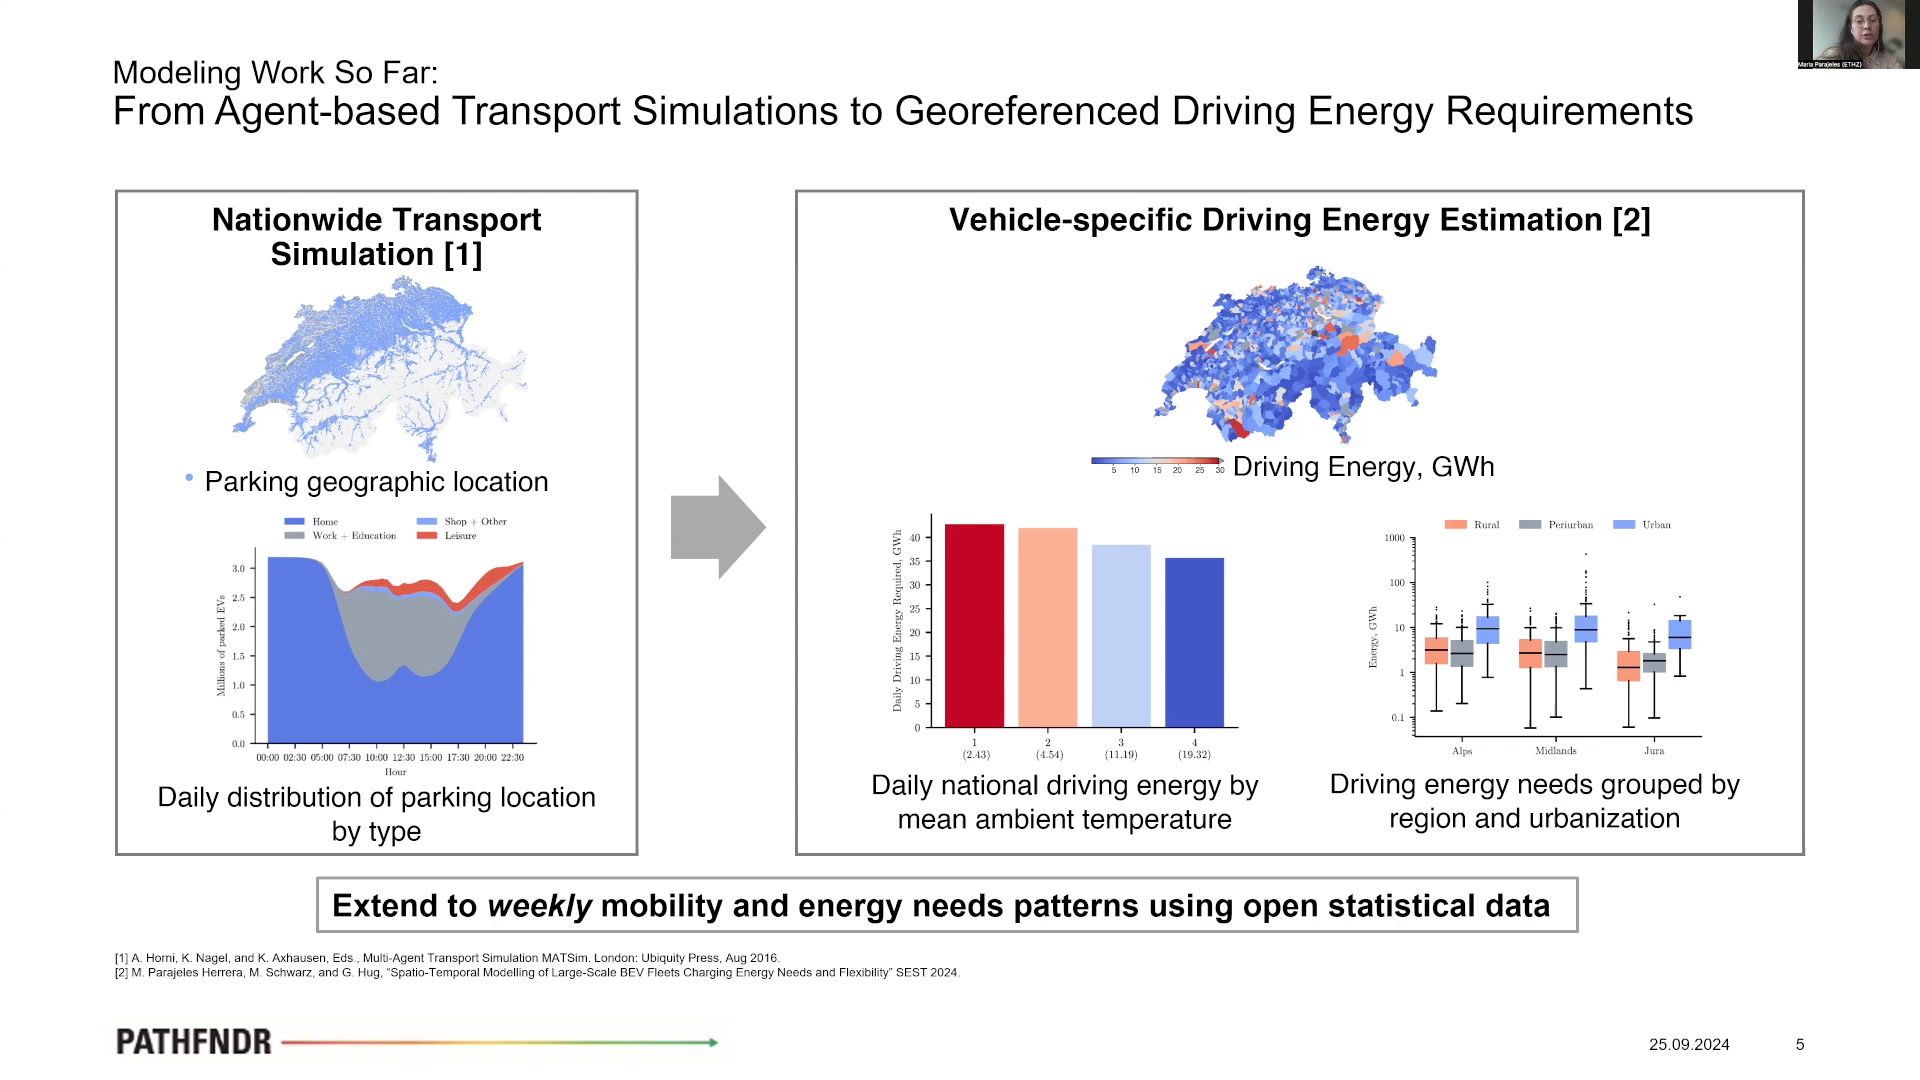 Maria Parajeles (ETHZ)
Modeling Work So Far:
From Agent-based Transport Simulations to Georeferenced Driving Energy Requirements
Nationwide Transport
Simulation [1]
• Parking geographic location
Home
Shop + Other
Work + Education
Leisure
Millions of parked EVs
3.0
2.5
2.0
1.5
1.0
0.5
0.0
00:00 02:30 05:00 07:30 10:00 12:30 15:00 17:30 20:00 22:30
Hour
Daily distribution of parking location
by type
Vehicle-specific Driving Energy Estimation [2]
5 10 15 20 25 30
Driving Energy, GWh
Daily Driving Energy Required, GWh
40
35
30
25
20
15
10
5
0
1 2 3 4
(2.43) (4.54) (11.19) (19.32)
Daily national driving energy by
mean ambient temperature
Rural Periurban Urban
Energy, GWh
1000
100
10
1
0.1
Alps Midlands Jura
Driving energy needs grouped by
region and urbanization
Extend to weekly mobility and energy needs patterns using open statistical data
[1] A. Horni, K. Nagel, and K. Axhausen, Eds., Multi-Agent Transport Simulation MATSim. London: Ubiquity Press, Aug 2016.
[2] M. Parajeles Herrera, M. Schwarz, and G. Hug, "Spatio-Temporal Modelling of Large-Scale BEV Fleets Charging Energy Needs and Flexibility" SEST 2024.
PATHFNDR
25.09.2024 5